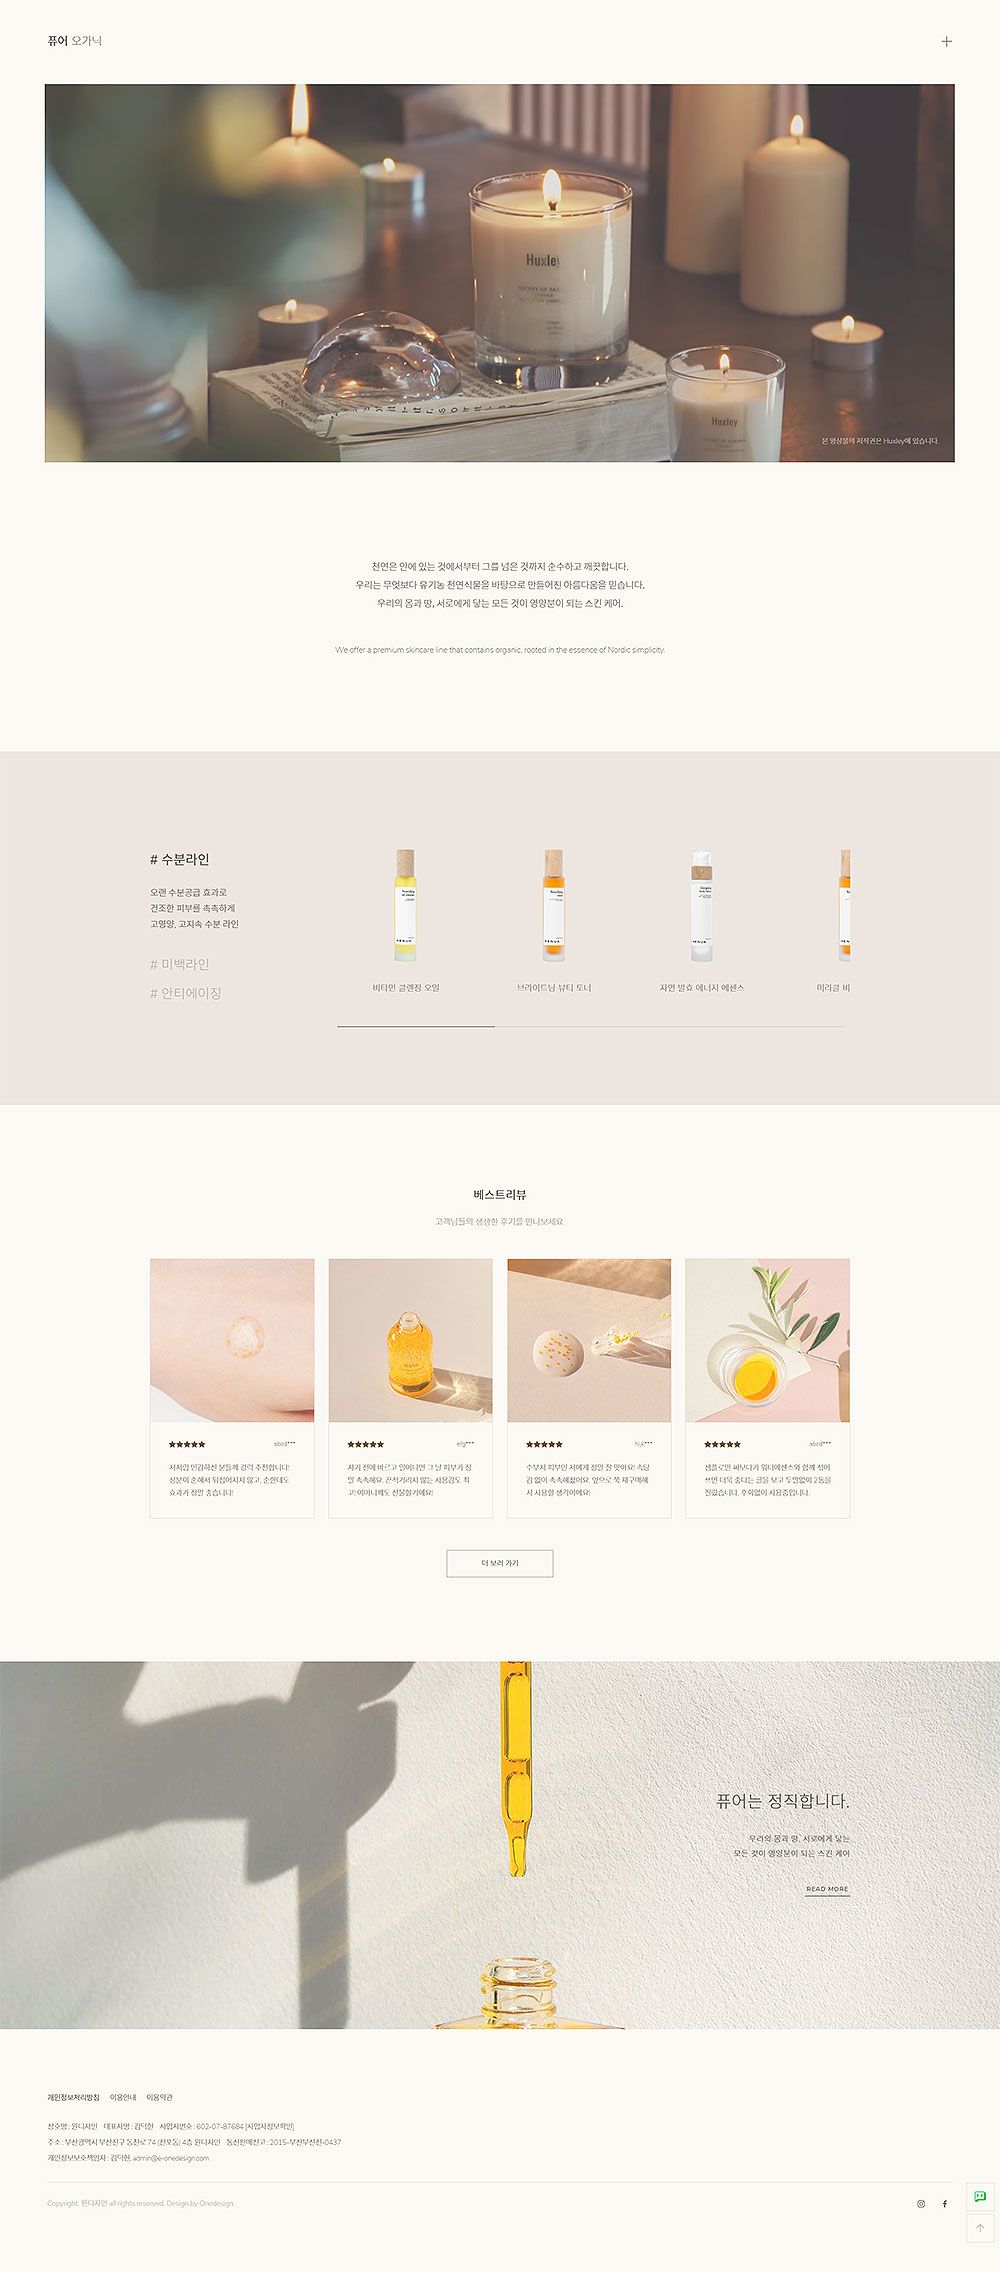 퓨어 오가닉
Huxley
Huxley
본 영상물의 저작권은 Huxley에 있습니다.
천연은 안에 있는 것에서부터 그를 넘은 것까지 순수하고 깨끗합니다.
우리는 무엇보다 유기농 천연식물을 바탕으로 만들어진 아름다움을 믿습니다.
우리의 몸과 땅, 서로에게 닿는 모든 것이 영양분이 되는 스킨 케어.
We offer a premium skincare line that contains organic, rooted in the essence of Nordic simplicity.
# 수분라인
오랜 수분공급 효과로
건조한 피부를 촉촉하게
고영양, 고지속 수분 라인
# 미백라인
# 안티에이징
비타민 클렌징 오일
브라이트닝 뷰티 토너
자연 발효 에너지 에센스
미라클 비
베스트리뷰
고객님들의 생생한 후기를 만나보세요.
★★★★★ abcd***
저처럼 민감하신 분들께 강력 추천합니다!
성분이 순해서 뒤집어지지 않고, 순한데도
효과가 정말 좋습니다!
★★★★★ efg***
자기 전에 바르고 일어나면 그 날 피부가 정
말 촉촉해요. 끈적거리지 않는 사용감도 최
고! 어머니께도 선물할거에요!
★★★★★ hijk***
수부지 피부인 저에게 정말 잘 맞아요! 속당
김 없이 촉촉해졌어요. 앞으로 쭉 재구매해
서 사용할 생각이에요!
★★★★★ abcd***
샘플로만 써보다가 워터에센스와 함께 섞어
쓰면 더욱 좋다는 글을 보고 두말없이 2통을
질렀습니다. 후회없이 사용중입니다.
더 보러 가기
퓨어는 정직합니다.
우리의 몸과 땅, 서로에게 닿는
모든 것이 영양분이 되는 스킨 케어
READ MORE
개인정보처리방침 이용안내 이용약관
상호명 : 원디자인 대표자명 : 김덕현 사업자번호 : 602-07-87684 [사업자정보확인]
주소 : 부산광역시 부산진구 동천로 74 (전포동) 4층 원디자인 통신판매신고 : 2015-부산부산진-0437
개인정보보호책임자 : 김덕현, admin@e-onedesign.com
Copyright. 원디자인 all rights reserved. Design by Onedesign.